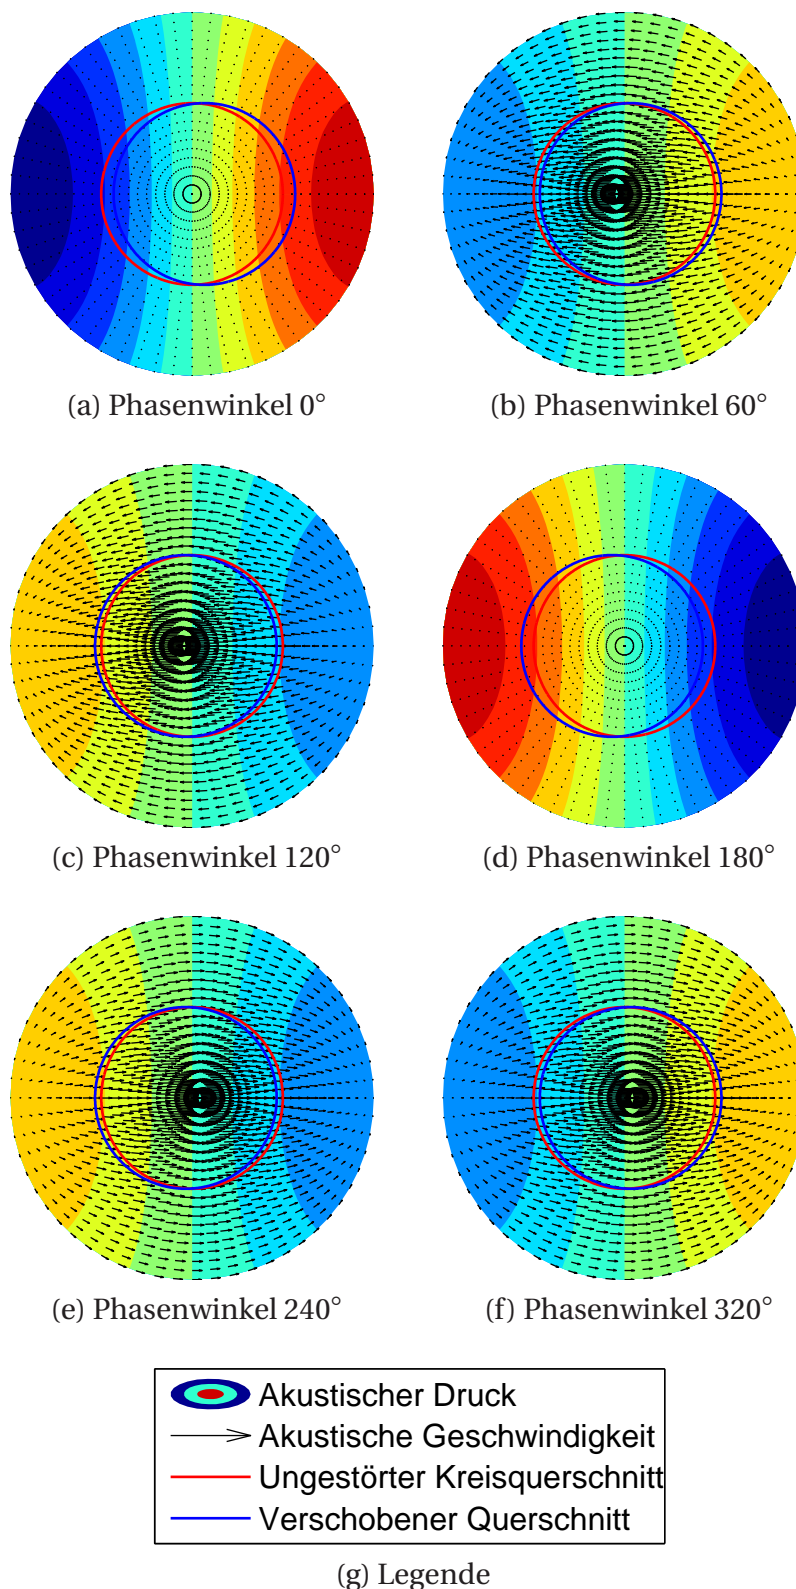 (a) Phasenwinkel 0°
(b) Phasenwinkel 60°
(c) Phasenwinkel 120°
(d) Phasenwinkel 180°
(e) Phasenwinkel 240°
(f) Phasenwinkel 320°
Akustischer Druck
Akustische Geschwindigkeit
Ungestörter Kreisquerschnitt
Verschobener Querschnitt
(g) Legende